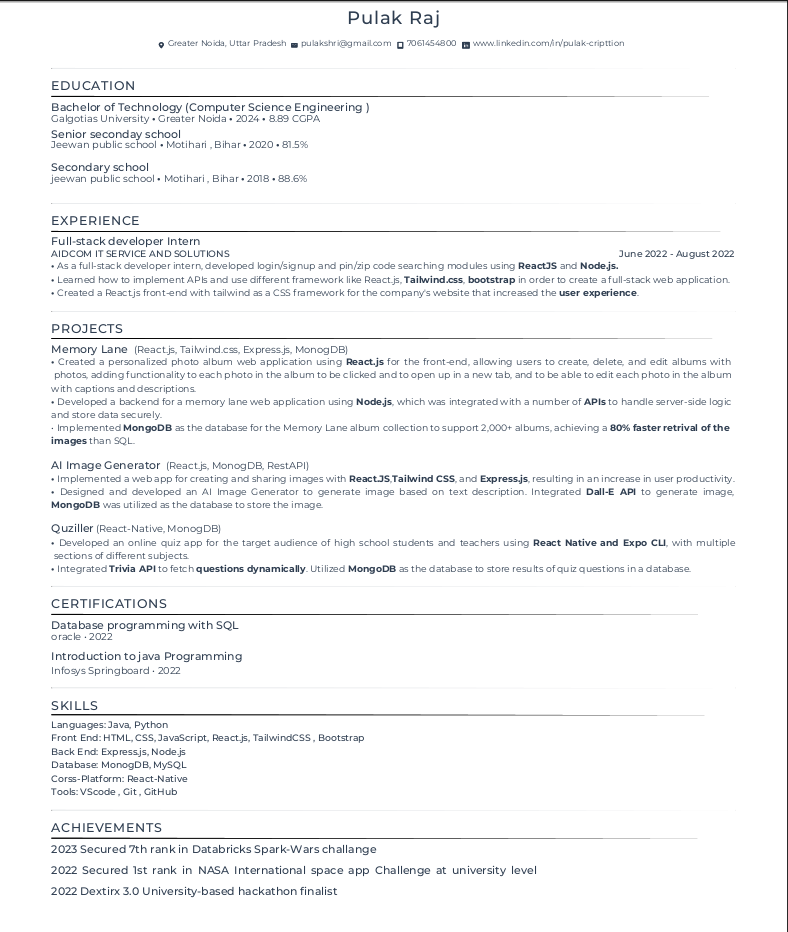 Pulak Raj
Greater Noida, Uttar Pradesh pulakshri@gmail.com 7061454800 www.linkedin.com/in/pulak-cripttion
EDUCATION
Bachelor of Technology (Computer Science Engineering )
Galgotias University • Greater Noida • 2024 • 8.89 CGPA
Senior seconday school
Jeewan public school • Motihari , Bihar • 2020 • 81.5%
Secondary school
jeewan public school • Motihari , Bihar • 2018 • 88.6%
EXPERIENCE
Full-stack developer Intern
AIDCOM IT SERVICE AND SOLUTIONS June 2022 - August 2022
• As a full-stack developer intern, developed login/signup and pin/zip code searching modules using ReactJS and Node.js.
• Learned how to implement APIs and use different framework like React.js, Tailwind.css, bootstrap in order to create a full-stack web application.
• Created a React.js front-end with tailwind as a CSS framework for the company's website that increased the user experience.
PROJECTS
Memory Lane (React.js, Tailwind.css, Express.js, MonogDB)
• Created a personalized photo album web application using React.js for the front-end, allowing users to create, delete, and edit albums with
photos, adding functionality to each photo in the album to be clicked and to open up in a new tab, and to be able to edit each photo in the album
with captions and descriptions.
• Developed a backend for a memory lane web application using Node.js, which was integrated with a number of APIs to handle server-side logic
and store data securely.
· Implemented MongoDB as the database for the Memory Lane album collection to support 2,000+ albums, achieving a 80% faster retrival of the
images than SQL.
AI Image Generator (React.js, MonogDB, RestAPI)
• Implemented a web app for creating and sharing images with React.JS,Tailwind CSS, and Express.js, resulting in an increase in user productivity.
• Designed and developed an AI Image Generator to generate image based on text description. Integrated Dall-E API to generate image,
MongoDB was utilized as the database to store the image.
Quziller (React-Native, MonogDB)
• Developed an online quiz app for the target audience of high school students and teachers using React Native and Expo CLI, with multiple
sections of different subjects.
• Integrated Trivia API to fetch questions dynamically. Utilized MongoDB as the database to store results of quiz questions in a database.
CERTIFICATIONS
Database programming with SQL
oracle · 2022
Introduction to java Programming
Infosys Springboard · 2022
SKILLS
Languages: Java, Python
Front End: HTML, CSS, JavaScript, React.js, TailwindCSS , Bootstrap
Back End: Express.js, Node.js
Database: MonogDB, MySQL
Corss-Platform: React-Native
Tools: VScode , Git , GitHub
ACHIEVEMENTS
2023 Secured 7th rank in Databricks Spark-Wars challange
2022 Secured 1st rank in NASA International space app Challenge at university level
2022 Dextirx 3.0 University-based hackathon finalist